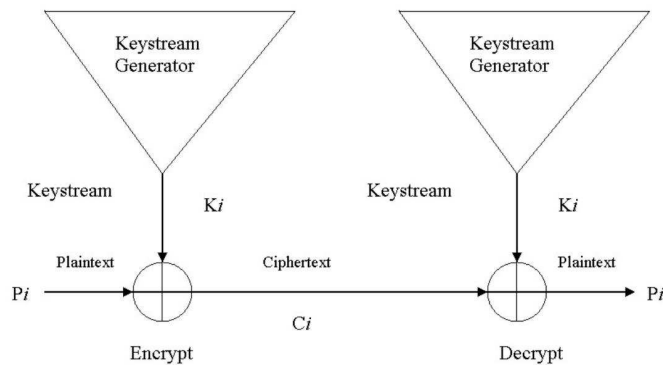 Keystream
Generator
Keystream
Generator
Keystream
Ki
Keystream
Ki
Plaintext
Ciphertext
Plaintext
Pi
Pi
Ci
Encrypt
Decrypt